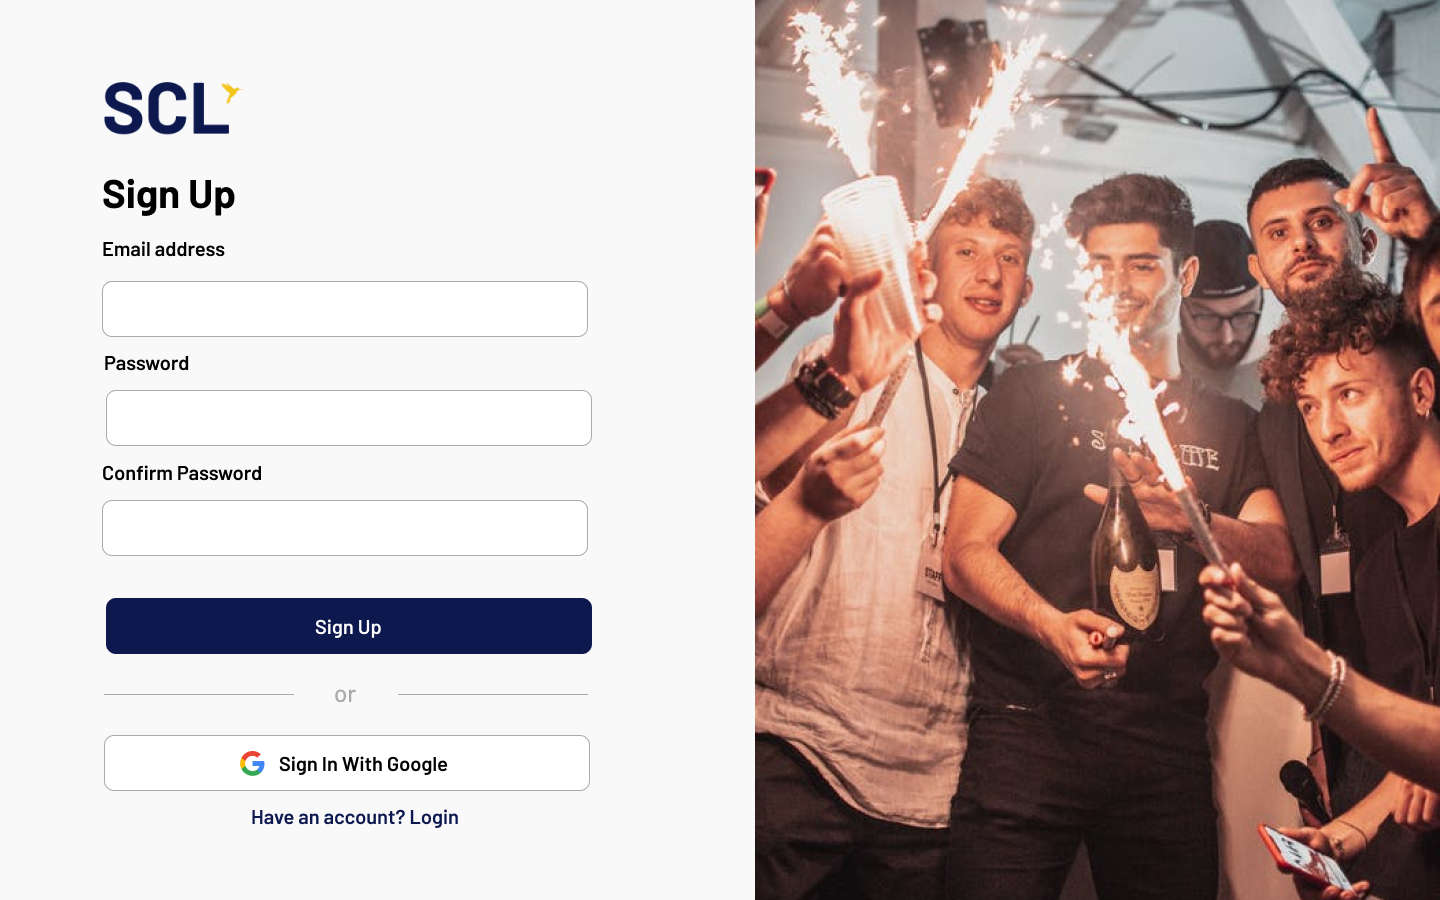 SCL
Sign Up
Email address
Password
Confirm Password
Sign Up
or
Sign In With Google
Have an account? Login
STAFF